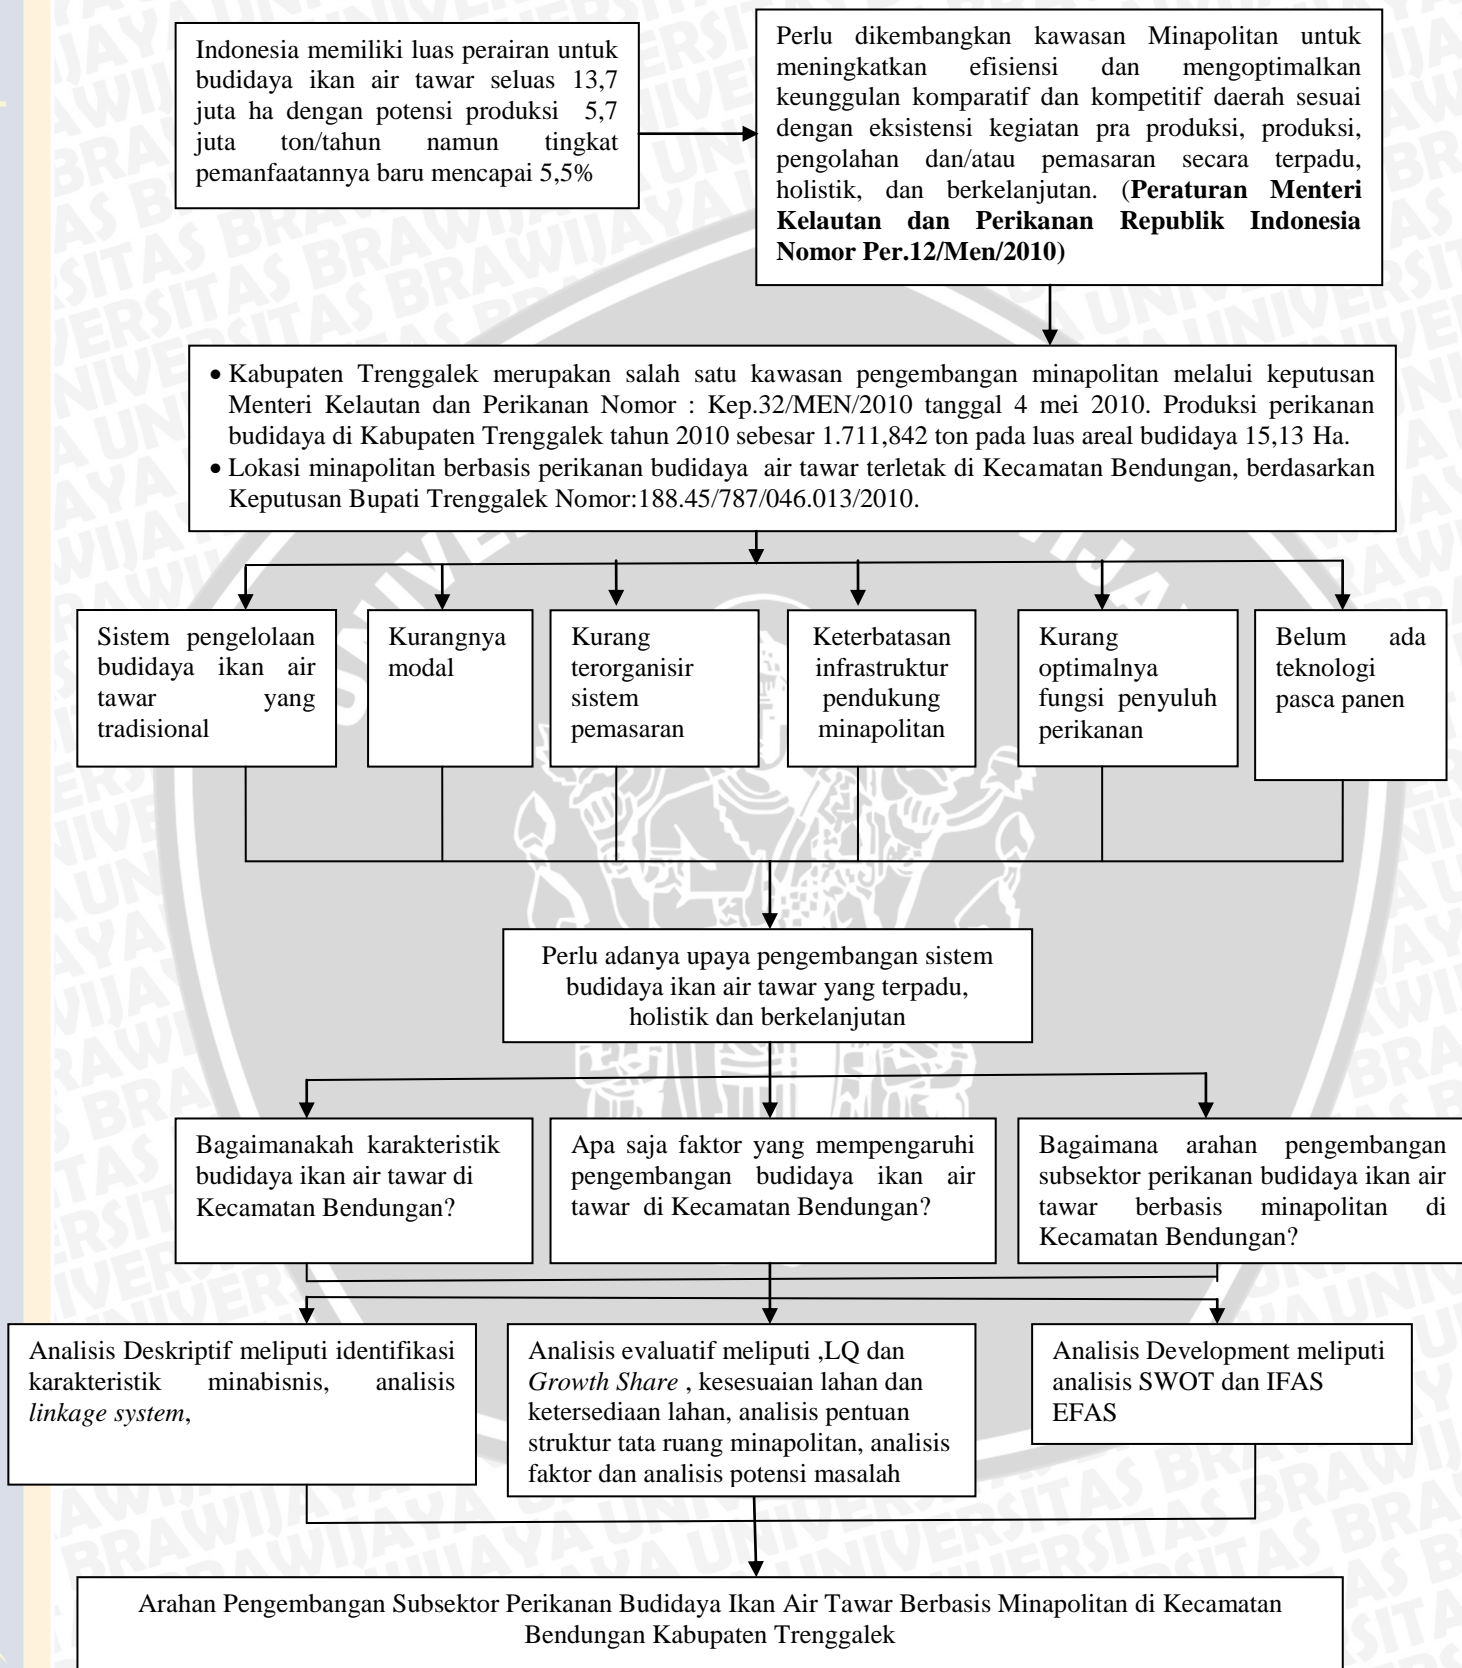 Indonesia memiliki luas perairan untuk
budidaya ikan air tawar seluas 13,7
juta ha dengan potensi produksi 5,7
juta ton/tahun namun tingkat
pemanfaatannya baru mencapai 5,5%
Perlu dikembangkan kawasan Minapolitan untuk
meningkatkan efisiensi dan mengoptimalkan
keunggulan komparatif dan kompetitif daerah sesuai
dengan eksistensi kegiatan pra produksi, produksi,
pengolahan dan/atau pemasaran secara terpadu,
holistik, dan berkelanjutan. (Peraturan Menteri
Kelautan dan Perikanan Republik Indonesia
Nomor Per.12/Men/2010)
• Kabupaten Trenggalek merupakan salah satu kawasan pengembangan minapolitan melalui keputusan
Menteri Kelautan dan Perikanan Nomor : Kep.32/MEN/2010 tanggal 4 mei 2010. Produksi perikanan
budidaya di Kabupaten Trenggalek tahun 2010 sebesar 1.711,842 ton pada luas areal budidaya 15,13 Ha.
• Lokasi minapolitan berbasis perikanan budidaya air tawar terletak di Kecamatan Bendungan, berdasarkan
Keputusan Bupati Trenggalek Nomor:188.45/787/046.013/2010.
Sistem pengelolaan
budidaya ikan air
tawar yang
tradisional
Kurangnya
modal
Kurang
terorganisir
sistem
pemasaran
Keterbatasan
infrastruktur
pendukung
minapolitan
Kurang
optimalnya
fungsi penyuluh
perikanan
Belum ada
teknologi
pasca panen
Perlu adanya upaya pengembangan sistem
budidaya ikan air tawar yang terpadu,
holistik dan berkelanjutan
Bagaimanakah karakteristik
budidaya ikan air tawar di
Kecamatan Bendungan?
Apa saja faktor yang mempengaruhi
pengembangan budidaya ikan air
tawar di Kecamatan Bendungan?
Bagaimana arahan pengembangan
subsektor perikanan budidaya ikan air
tawar berbasis minapolitan di
Kecamatan Bendungan?
Analisis Deskriptif meliputi identifikasi
karakteristik minabisnis, analisis
linkage system,
Analisis evaluatif meliputi ,LQ dan
Growth Share , kesesuaian lahan dan
ketersediaan lahan, analisis pentuan
struktur tata ruang minapolitan, analisis
faktor dan analisis potensi masalah
Analisis Development meliputi
analisis SWOT dan IFAS
EFAS
Arahan Pengembangan Subsektor Perikanan Budidaya Ikan Air Tawar Berbasis Minapolitan di Kecamatan
Bendungan Kabupaten Trenggalek